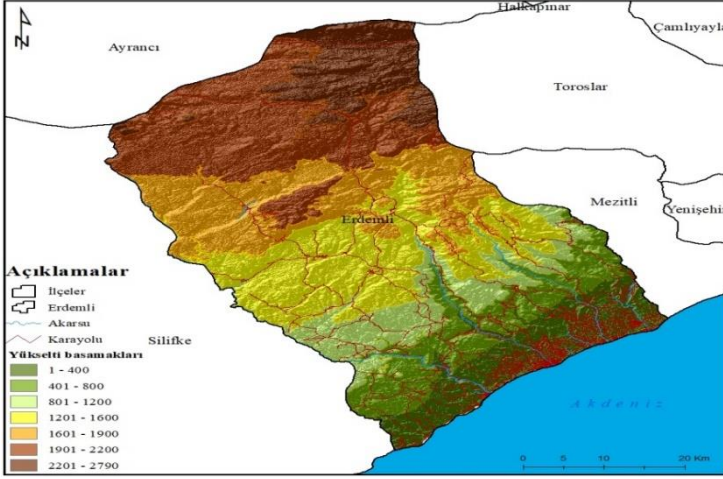 Halkapınar
Çamlıyayla
N
Ayrancı
Toroslar
Mezitli
Yenişehir
Erdemli
Açıklamalar
İlçeler
Erdemli
Akarsu
Karayolu
Silifke
Yükselti basamakları
1 - 400
401 - 800
801 - 1200
1201 - 1600
1601 - 1900
1901 - 2200
2201 - 2790
Akdeniz
0 5 10 20 Km